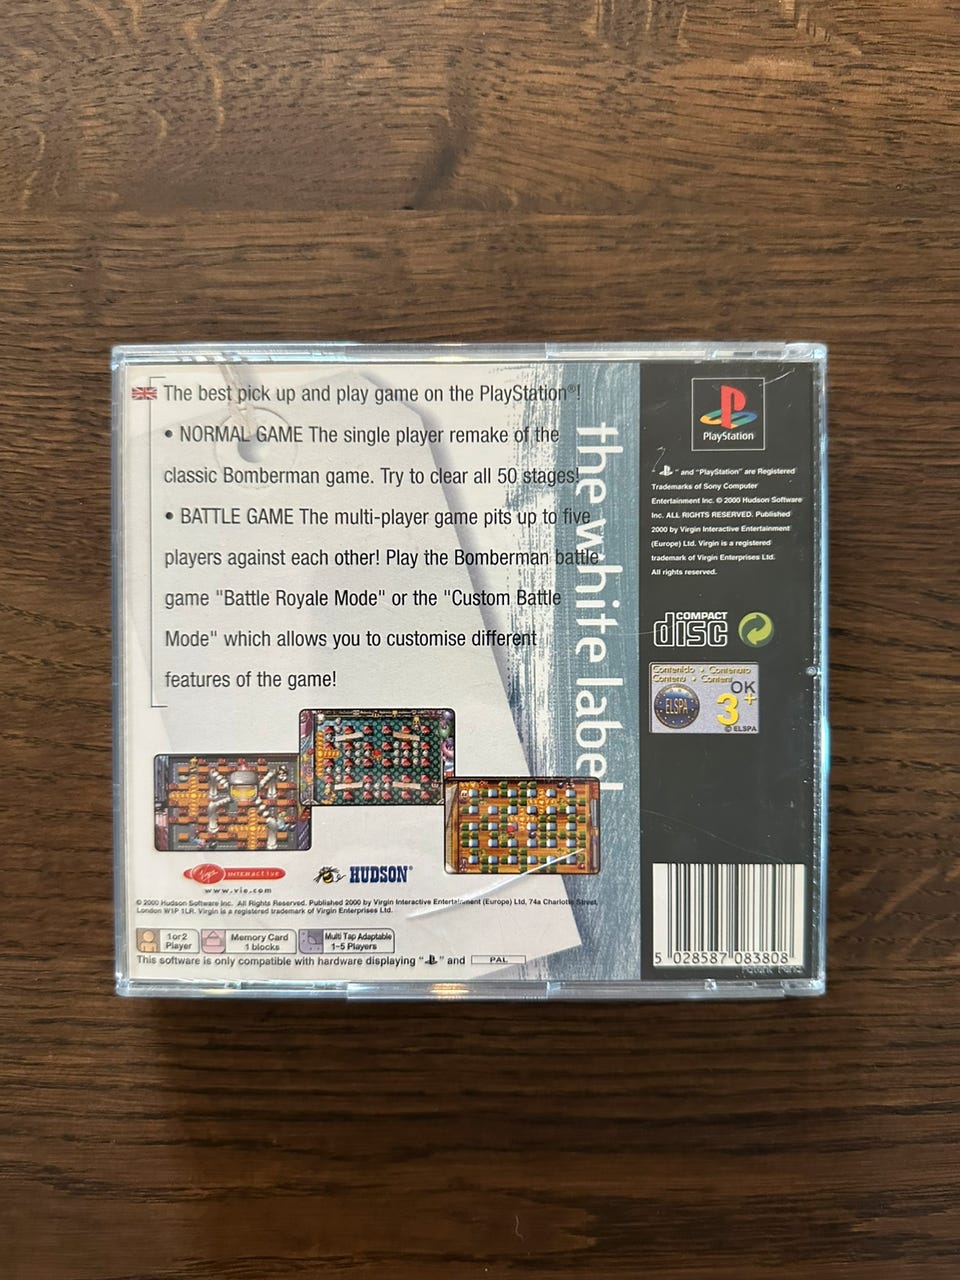 The best pick up and play game on the PlayStation®!
• NORMAL GAME The single player remake of the
classic Bomberman game. Try to clear all 50 stages!
• BATTLE GAME The multi-player game pits up to five
players against each other! Play the Bomberman battle
game "Battle Royale Mode" or the "Custom Battle
Mode" which allows you to customise different
features of the game!
the white label
Virgin INTERACTIVE
www.vie.com
HUDSON®
© 2000 Hudson Software Inc. All Rights Reserved. Published 2000 by Virgin Interactive Entertainment (Europe) Ltd, 74a Charlotte Street,
London W1P 1LR. Virgin is a registered trademark of Virgin Enterprises Ltd.
1 or 2
Player
Memory Card
1 blocks
Multi Tap Adaptable
1-5 Players
This software is only compatible with hardware displaying " " and PAL
PlayStation
" " and "PlayStation" are Registered
Trademarks of Sony Computer
Entertainment Inc. © 2000 Hudson Software
Inc. ALL RIGHTS RESERVED. Published
2000 by Virgin Interactive Entertainment
(Europe) Ltd. Virgin is a registered
trademark of Virgin Enterprises Ltd.
All rights reserved.
COMPACT
disc
Contenido • Contenuto
Contenu • Content
ELSPA
OK
3+
© ELSPA
5 028587 083808